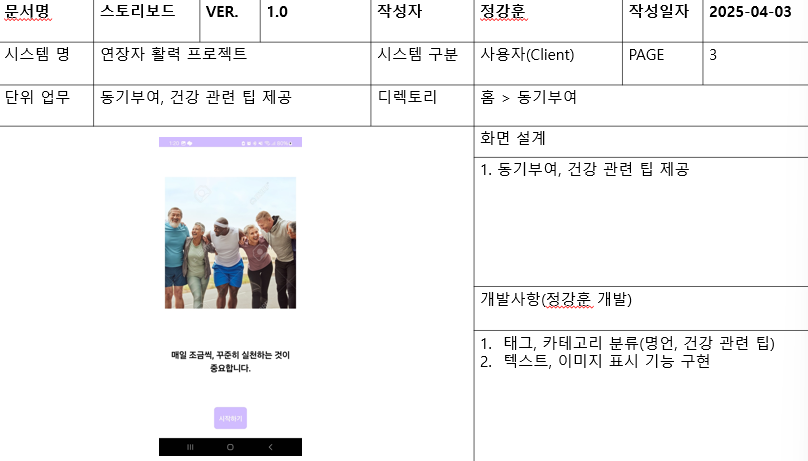 문서명 스토리보드 VER. 1.0 작성자 정강훈 작성일자 2025-04-03
시스템 명 연장자 활력 프로젝트 시스템 구분 사용자(Client) PAGE 3
단위 업무 동기부여, 건강 관련 팁 제공 디렉토리 홈 > 동기부여
화면 설계
1. 동기부여, 건강 관련 팁 제공
개발사항(정강훈 개발)
1. 태그, 카테고리 분류(명언, 건강 관련 팁)
2. 텍스트, 이미지 표시 기능 구현
매일 조금씩, 꾸준히 실천하는 것이
중요합니다.
시작하기